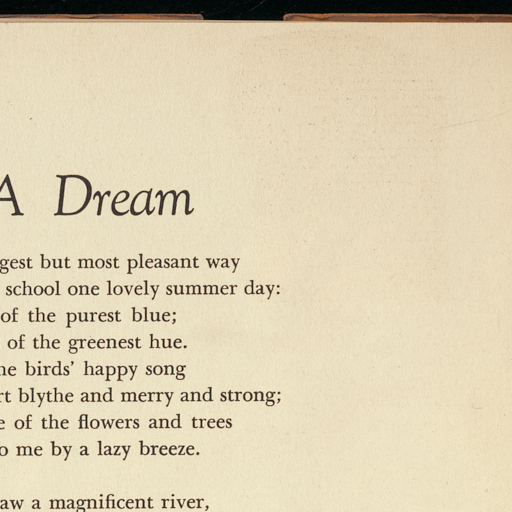 A Dream
gest but most pleasant way
school one lovely summer day:
of the purest blue;
of the greenest hue.
he birds' happy song
rt blythe and merry and strong;
e of the flowers and trees
o me by a lazy breeze.
aw a magnificent river,